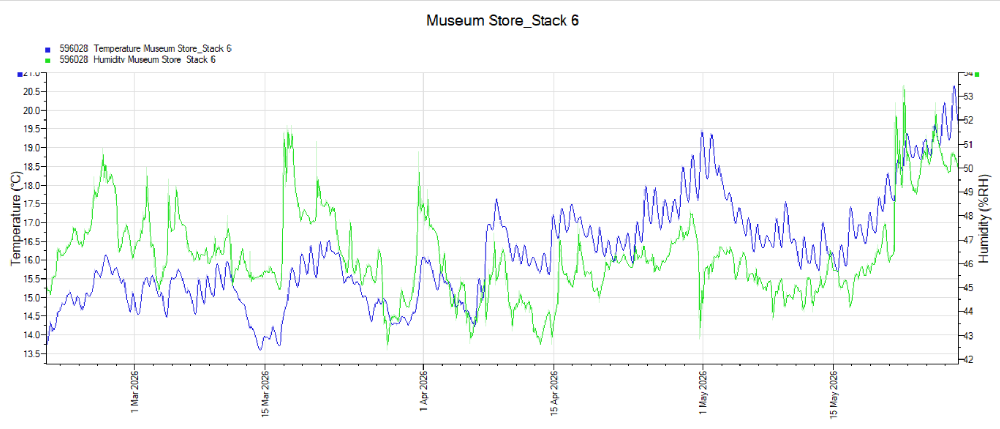 Museum Store_Stack 6
596028 Temperature Museum Store_Stack 6
596028 Humidity Museum Store Stack 6
21.0
20.5
20.0
19.5
19.0
18.5
18.0
17.5
17.0
16.5
16.0
15.5
15.0
14.5
14.0
13.5
Temperature (°C)
54
53
52
51
50
49
48
47
46
45
44
43
42
Humidity (%RH)
1 Mar 2026
15 Mar 2026
1 Apr 2026
15 Apr 2026
1 May 2026
15 May 2026